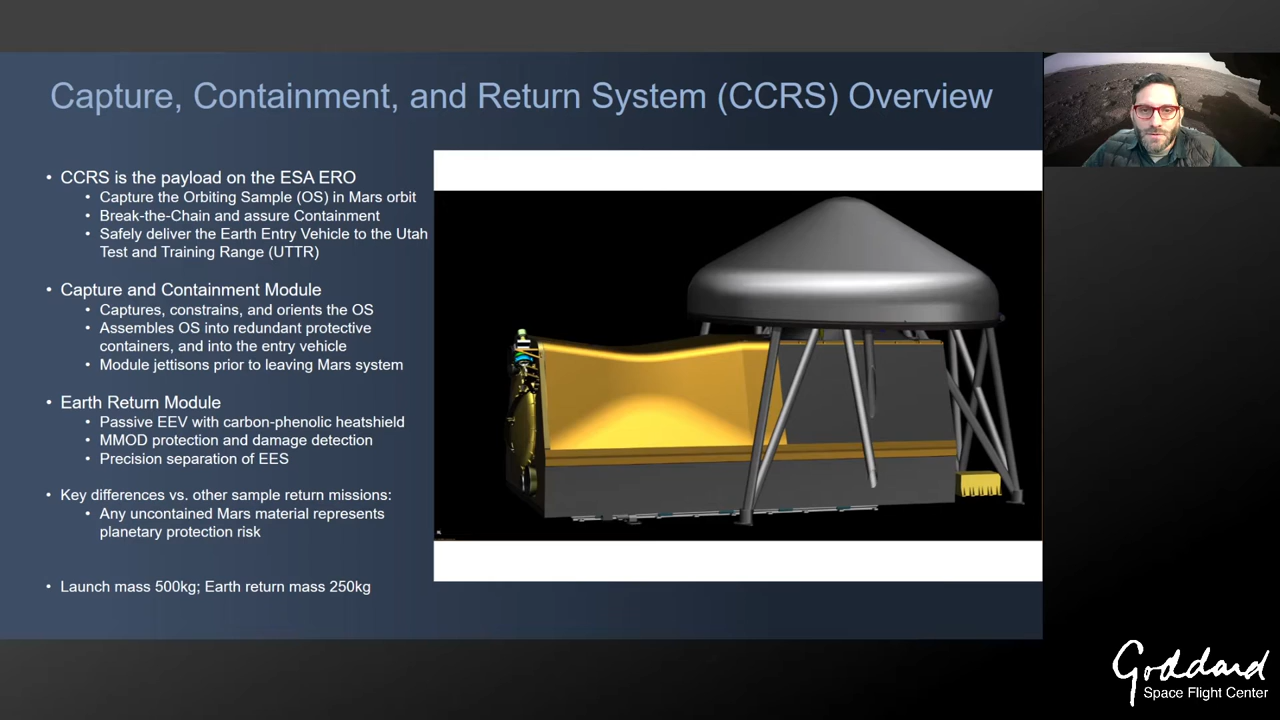 Capture, Containment, and Return System (CCRS) Overview
• CCRS is the payload on the ESA ERO
• Capture the Orbiting Sample (OS) in Mars orbit
• Break-the-Chain and assure Containment
• Safely deliver the Earth Entry Vehicle to the Utah
Test and Training Range (UTTR)
• Capture and Containment Module
• Captures, constrains, and orients the OS
• Assembles OS into redundant protective
containers, and into the entry vehicle
• Module jettisons prior to leaving Mars system
• Earth Return Module
• Passive EEV with carbon-phenolic heatshield
• MMOD protection and damage detection
• Precision separation of EES
• Key differences vs. other sample return missions:
• Any uncontained Mars material represents
planetary protection risk
• Launch mass 500kg; Earth return mass 250kg
Goddard
Space Flight Center